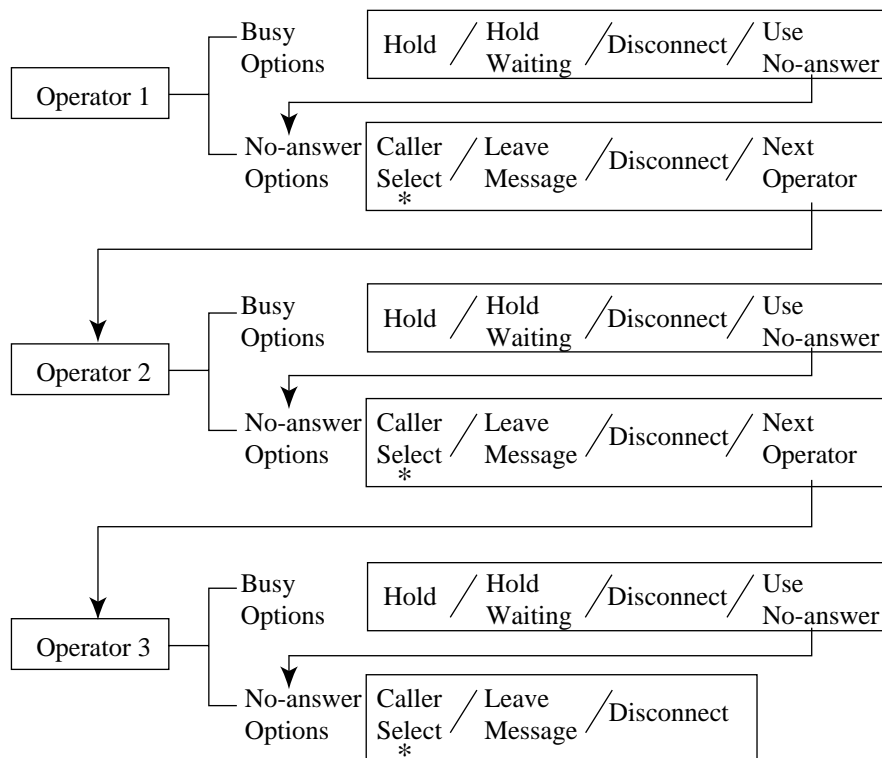 Busy
Options
Hold / Hold
Waiting / Disconnect / Use
No-answer
Operator 1
No-answer
Options
Caller
Select / Leave
Message / Disconnect / Next
Operator
*
Busy
Options
Hold / Hold
Waiting / Disconnect / Use
No-answer
Operator 2
No-answer
Options
Caller
Select / Leave
Message / Disconnect / Next
Operator
*
Busy
Options
Hold / Hold
Waiting / Disconnect / Use
No-answer
Operator 3
No-answer
Options
Caller
Select / Leave
Message / Disconnect
*